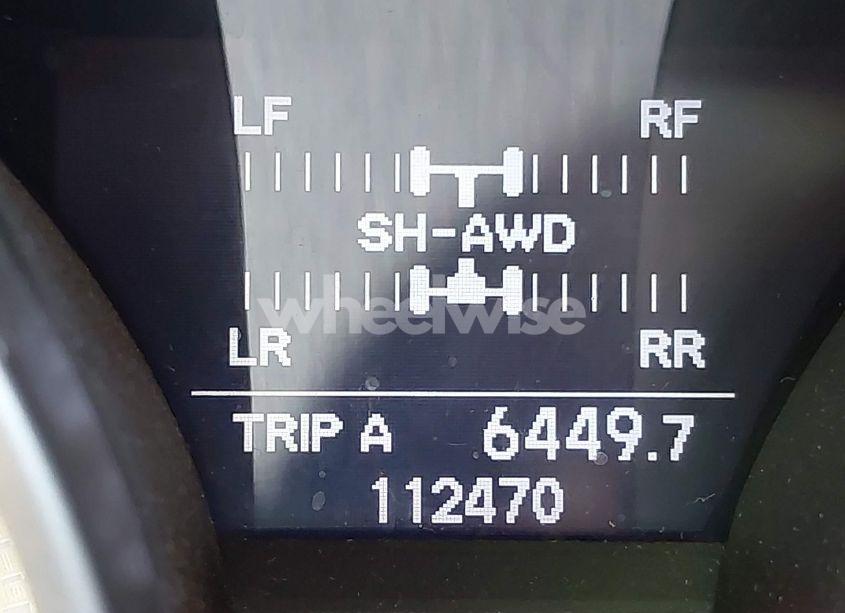 LF RF
SH-AWD
wheelwise
LR RR
TRIP A 6449.7
112470